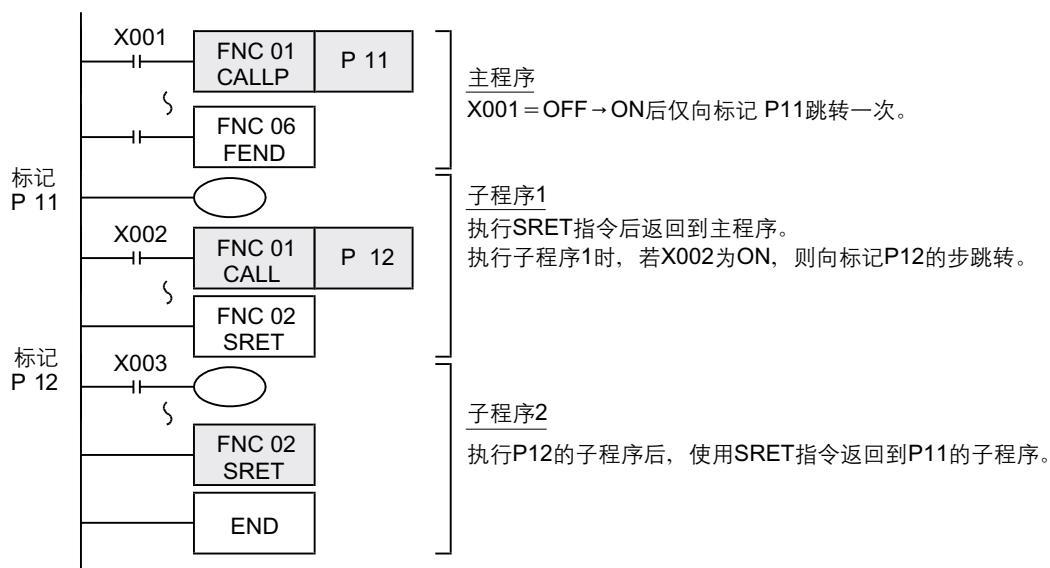 X001
FNC 01
CALLP
P 11
FNC 06
FEND
主程序
X001＝OFF→ON后仅向标记 P11跳转一次。
标记
P 11
X002
FNC 01
CALL
P 12
FNC 02
SRET
子程序1
执行SRET指令后返回到主程序。
执行子程序1时，若X002为ON，则向标记P12的步跳转。
标记
P 12
X003
FNC 02
SRET
END
子程序2
执行P12的子程序后，使用SRET指令返回到P11的子程序。